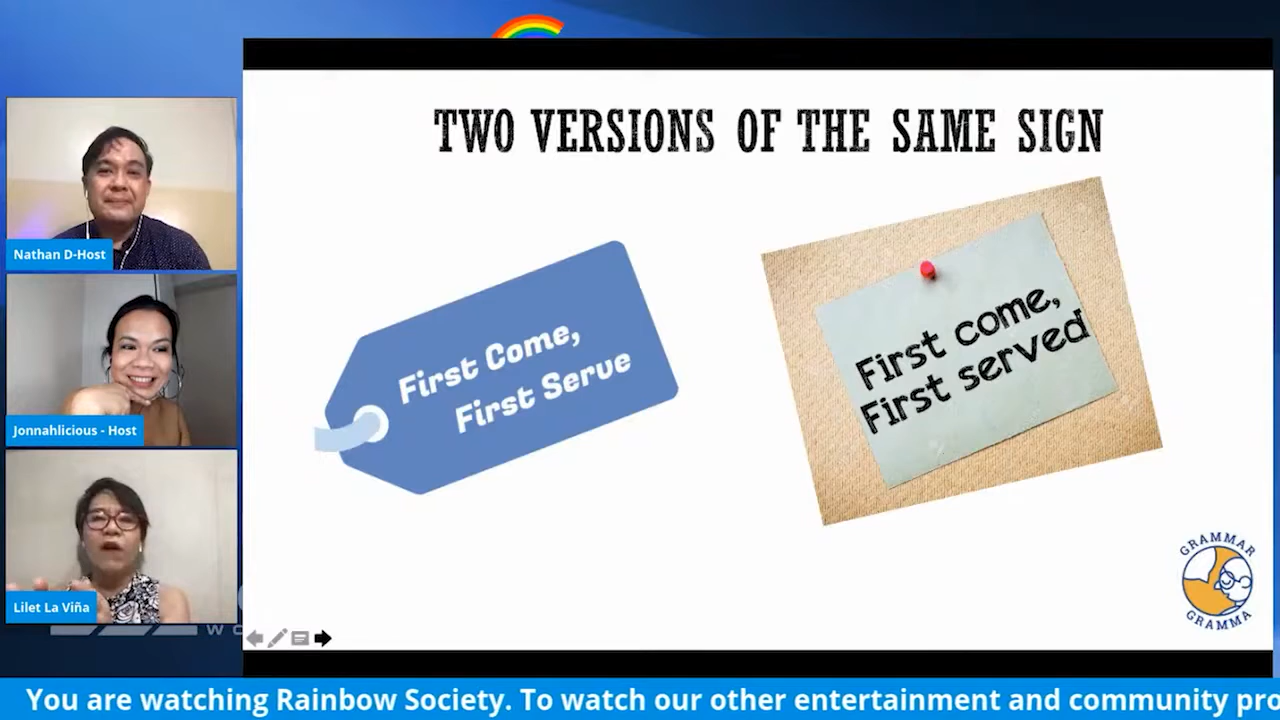 TWO VERSIONS OF THE SAME SIGN
First Come,
First Serve
First come,
First served
GRAMMAR
GRAMMA
Nathan D-Host
Jonnahlicious - Host
Lilet La Viña
You are watching Rainbow Society. To watch our other entertainment and community pro